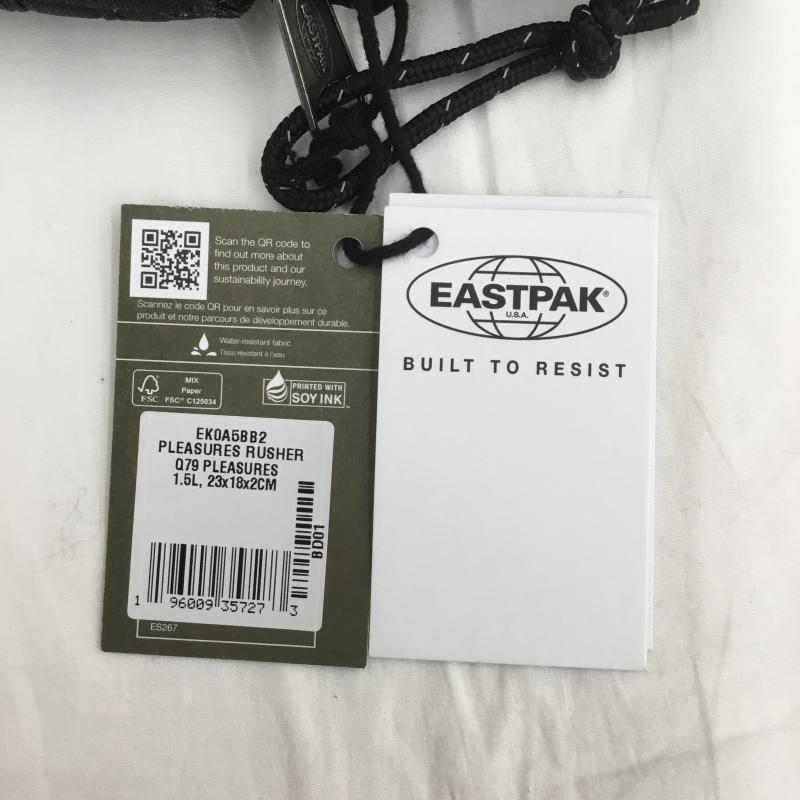 EASTPAK
Scan the QR code to
find out more about
this product and our
sustainability journey.
Scannez le code QR pour en savoir plus sur ce
produit et notre parcours de développement durable.
Water-resistant fabric
Tissu résistant à l'eau
FSC
MIX
Paper
FSC® C125034
PRINTED WITH
SOY INK™
EK0A5BB2
PLEASURES RUSHER
Q79 PLEASURES
1.5L, 23x18x2CM
BD01
1 96009 35727 3
ES267
EASTPAK®
U.S.A.
BUILT TO RESIST